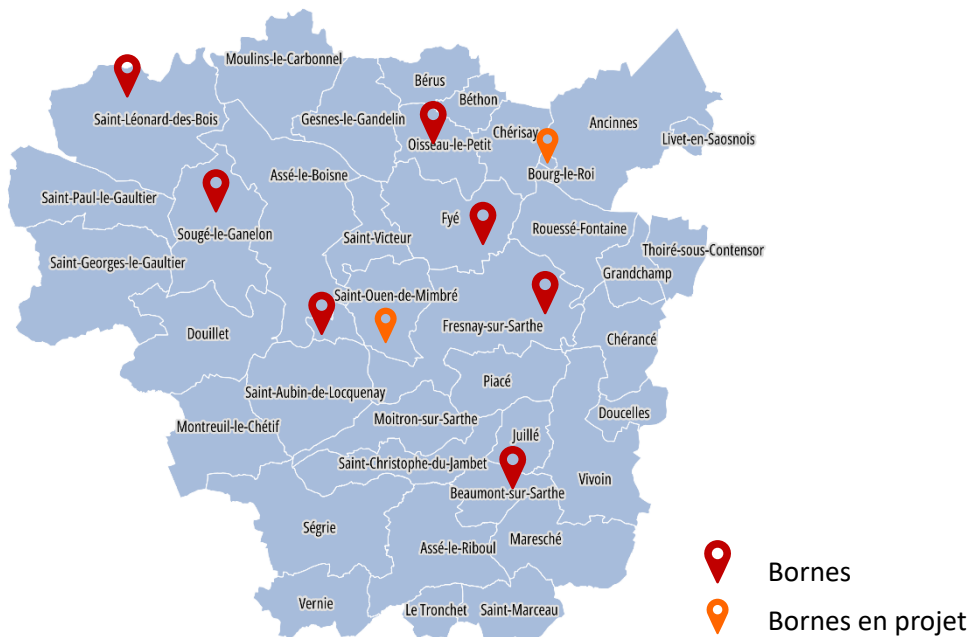 Moulins-le-Carbonnel
Bérus
Béthon
Saint-Léonard-des-Bois
Gesnes-le-Gandelin
Ancinnes
Chérisay
Livet-en-Saosnois
Oisseau-le-Petit
Assé-le-Boisne
Bourg-le-Roi
Saint-Paul-le-Gaultier
Fyé
Rouessé-Fontaine
Sougé-le-Ganelon
Saint-Victeur
Thoiré-sous-Contensor
Saint-Georges-le-Gaultier
Grandchamp
Saint-Ouen-de-Mimbré
Fresnay-sur-Sarthe
Douillet
Chérancé
Piacé
Saint-Aubin-de-Locquenay
Doucelles
Moitron-sur-Sarthe
Montreuil-le-Chétif
Juillé
Saint-Christophe-du-Jambet
Vivoin
Beaumont-sur-Sarthe
Ségrie
Maresché
Assé-le-Riboul
Bornes
Vernie
Le Tronchet
Saint-Marceau
Bornes en projet